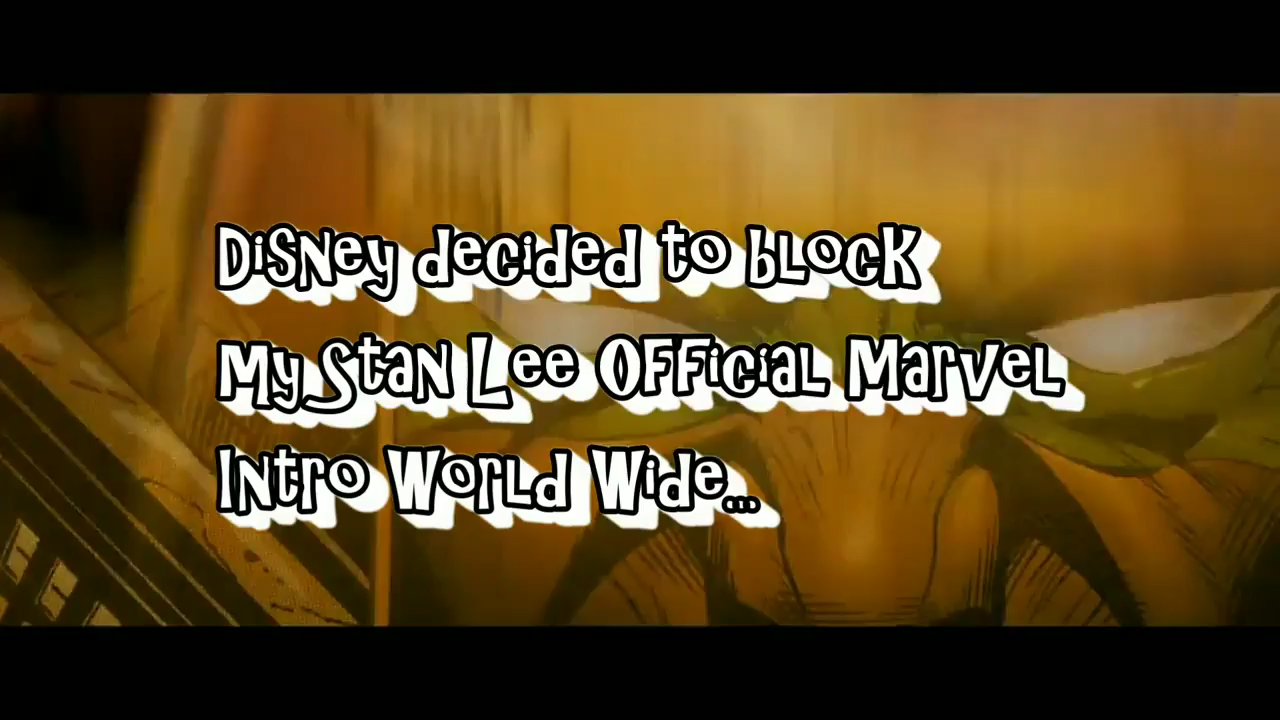 Disney decided to block
My Stan Lee Official Marvel
Intro World Wide...